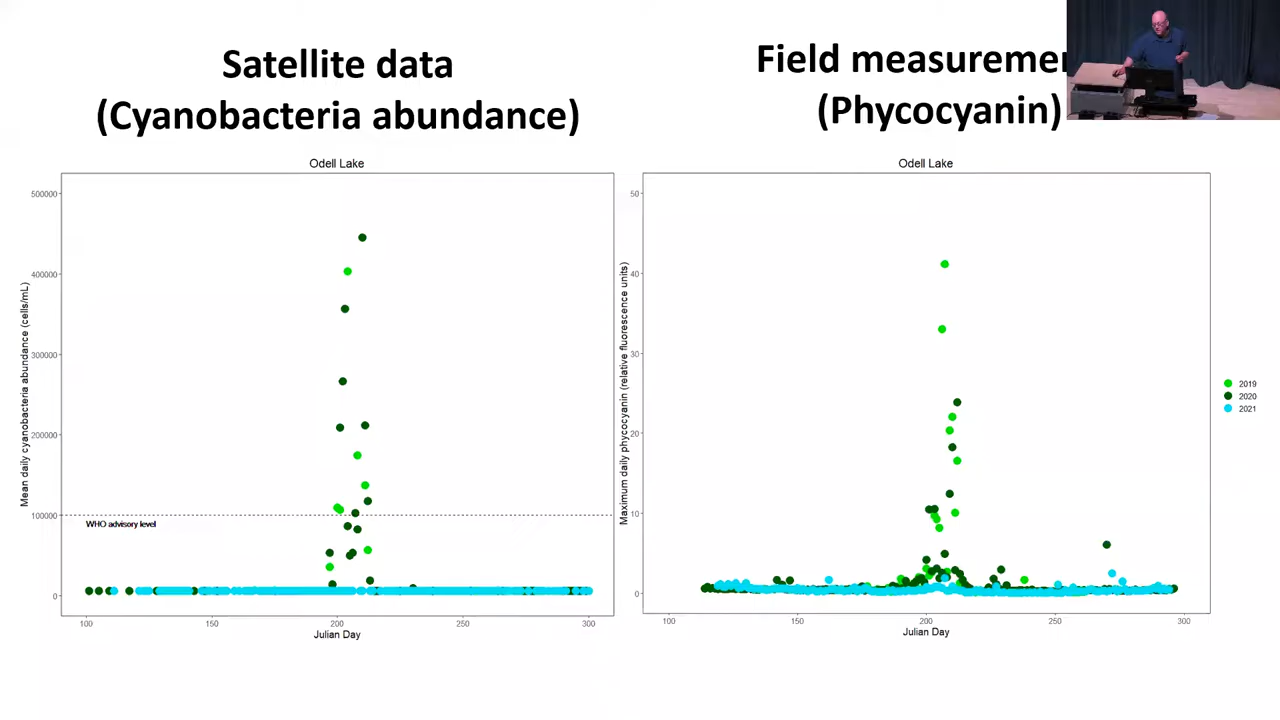 Satellite data
(Cyanobacteria abundance)
Odell Lake
Mean daily cyanobacteria abundance (cells/mL)
500000
400000
300000
200000
100000
0
WHO advisory level
100
150
200
250
300
Julian Day
Field measureme
(Phycocyanin)
Odell Lake
Maximum daily phycocyanin (relative fluorescence units)
50
40
30
20
10
0
100
150
200
250
300
Julian Day
2019
2020
2021